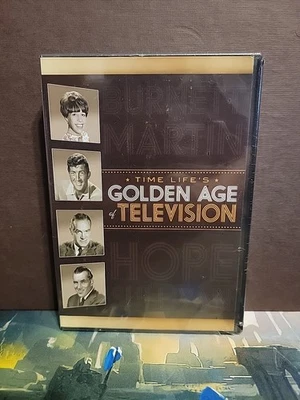 BURNETT
MARTIN
TIME LIFE'S
GOLDEN AGE
of TELEVISION
HOPE